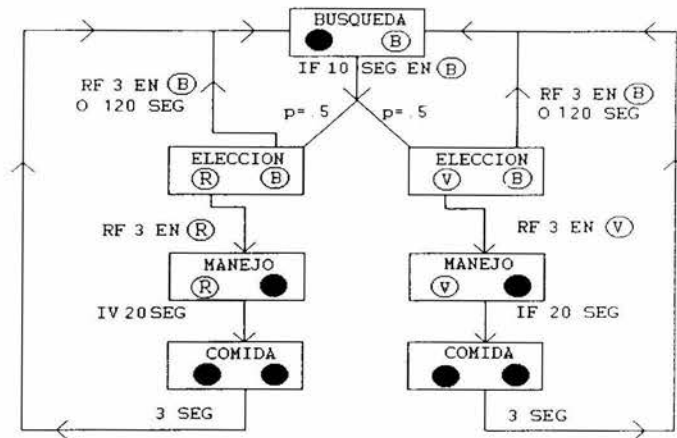 BUSQUEDA
B
IF 10 SEG EN B
RF 3 EN B
O 120 SEG
p= .5
p= .5
RF 3 EN B
O 120 SEG
ELECCION
R B
ELECCION
V B
RF 3 EN R
RF 3 EN V
MANEJO
R
MANEJO
V
IV 20 SEG
IF 20 SEG
COMIDA
COMIDA
3 SEG
3 SEG